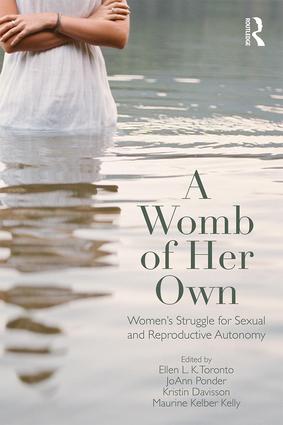 ROUTLEDGE
A
Womb
of Her
Own
Women's Struggle for Sexual
and Reproductive Autonomy
Edited by
Ellen L. K. Toronto
JoAnn Ponder
Kristin Davisson
Maurine Kelber Kelly